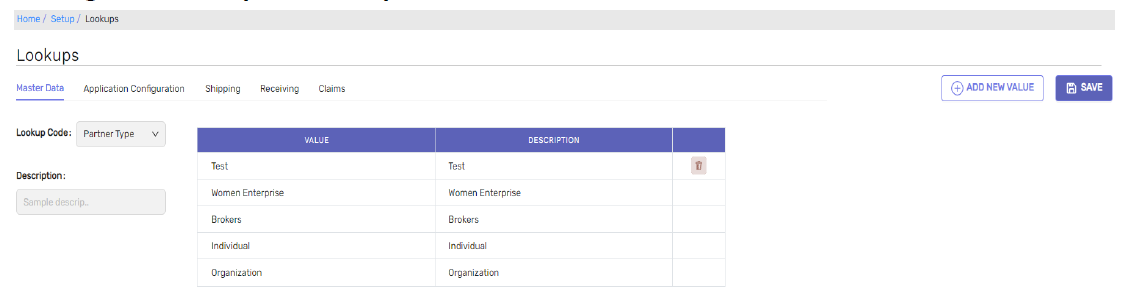 Home / Setup / Lookups
Lookups
Master Data Application Configuration Shipping Receiving Claims
ADD NEW VALUE SAVE
Lookup Code: Partner Type
Description:
Sample descrip..
VALUE DESCRIPTION
Test Test
Women Enterprise Women Enterprise
Brokers Brokers
Individual Individual
Organization Organization